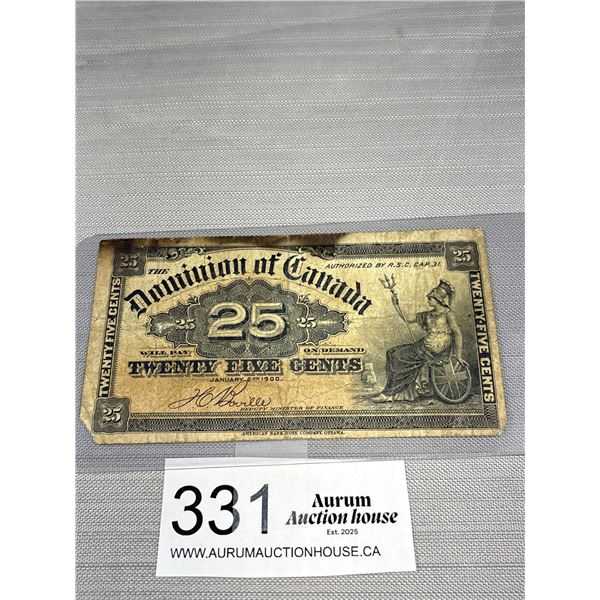 25 25
THE
Dominion of Canada
AUTHORIZED BY R.S.C. CAP. 31.
TWENTY FIVE CENTS
25 25 25
TWENTY-FIVE CENTS
WILL PAY ON DEMAND
TWENTY FIVE CENTS
JANUARY 2ND 1900.
J C Boville
DEPUTY MINISTER OF FINANCE
25
AMERICAN BANK NOTE COMPANY, OTTAWA.
331
Aurum
Auction house
Est. 2025
WWW.AURUMAUCTIONHOUSE.CA